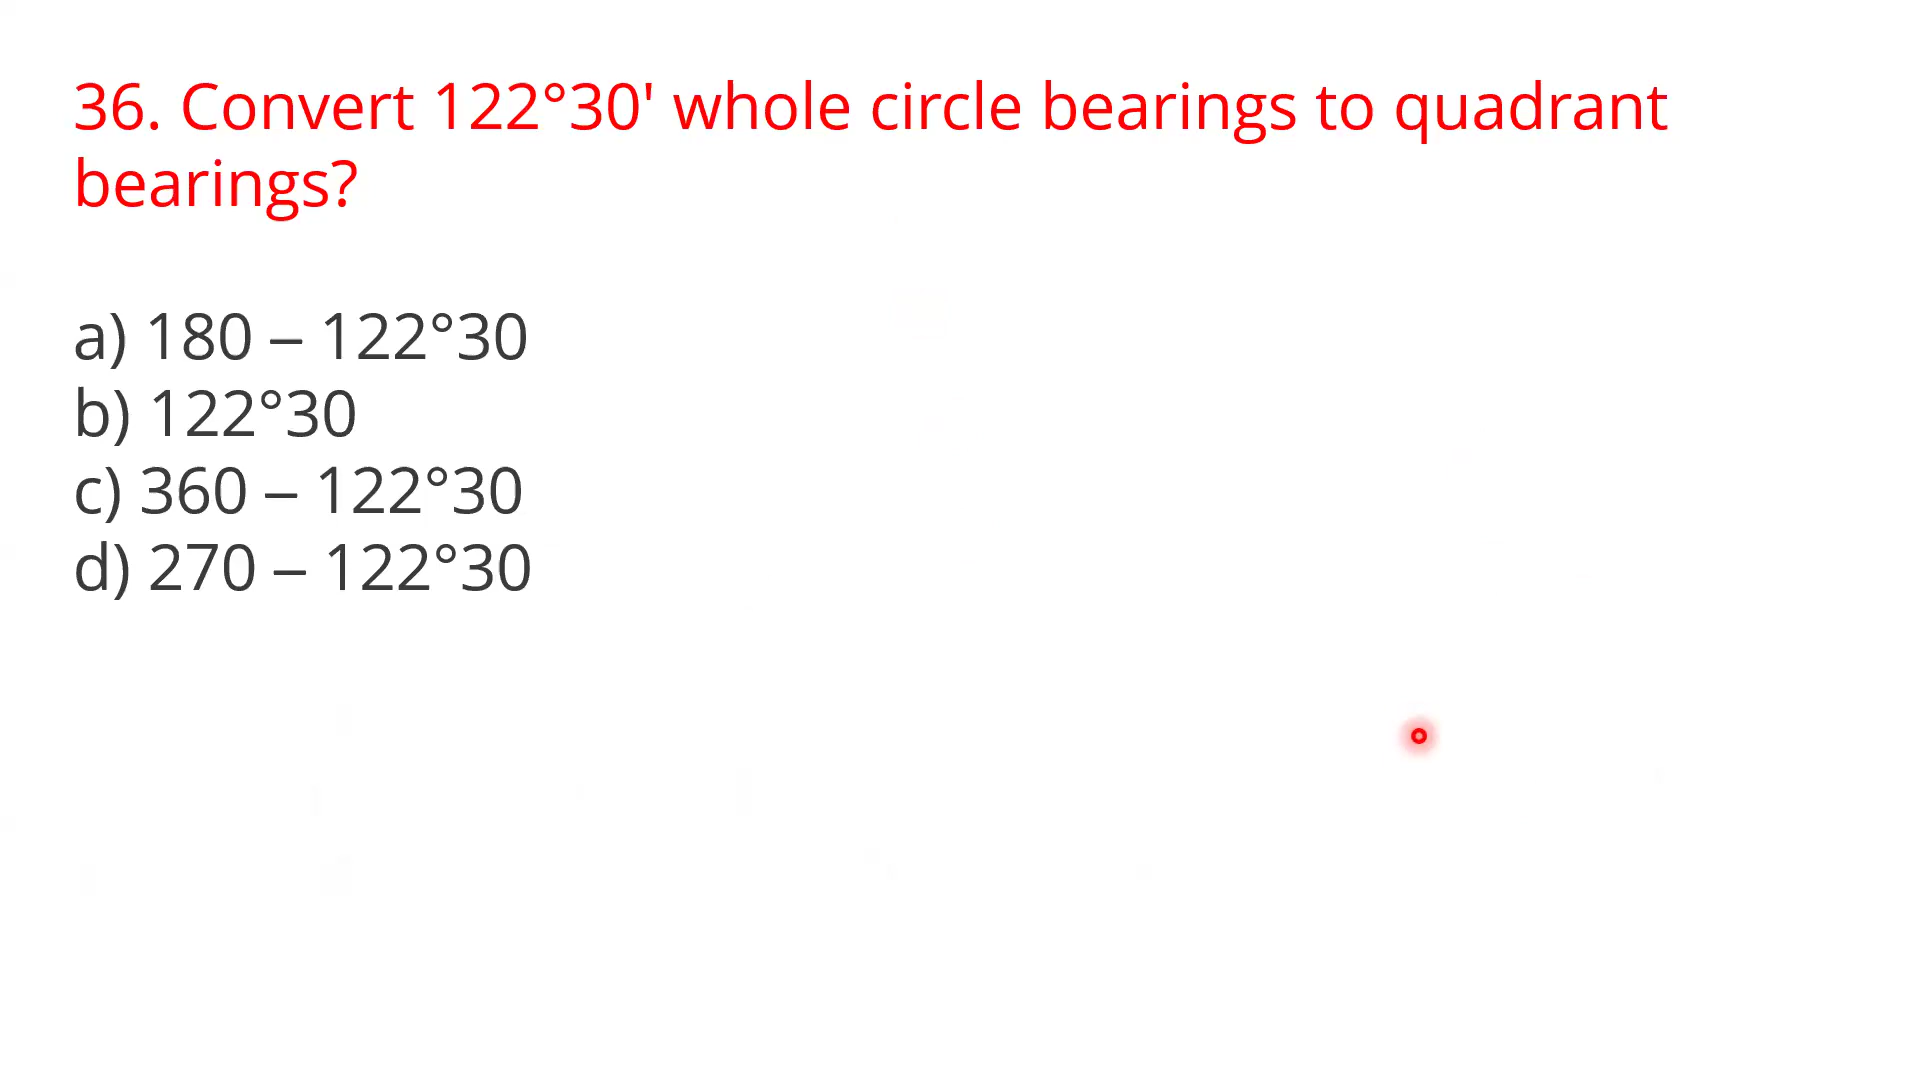 36. Convert 122°30' whole circle bearings to quadrant
bearings?
a) 180 – 122°30
b) 122°30
c) 360 – 122°30
d) 270 – 122°30